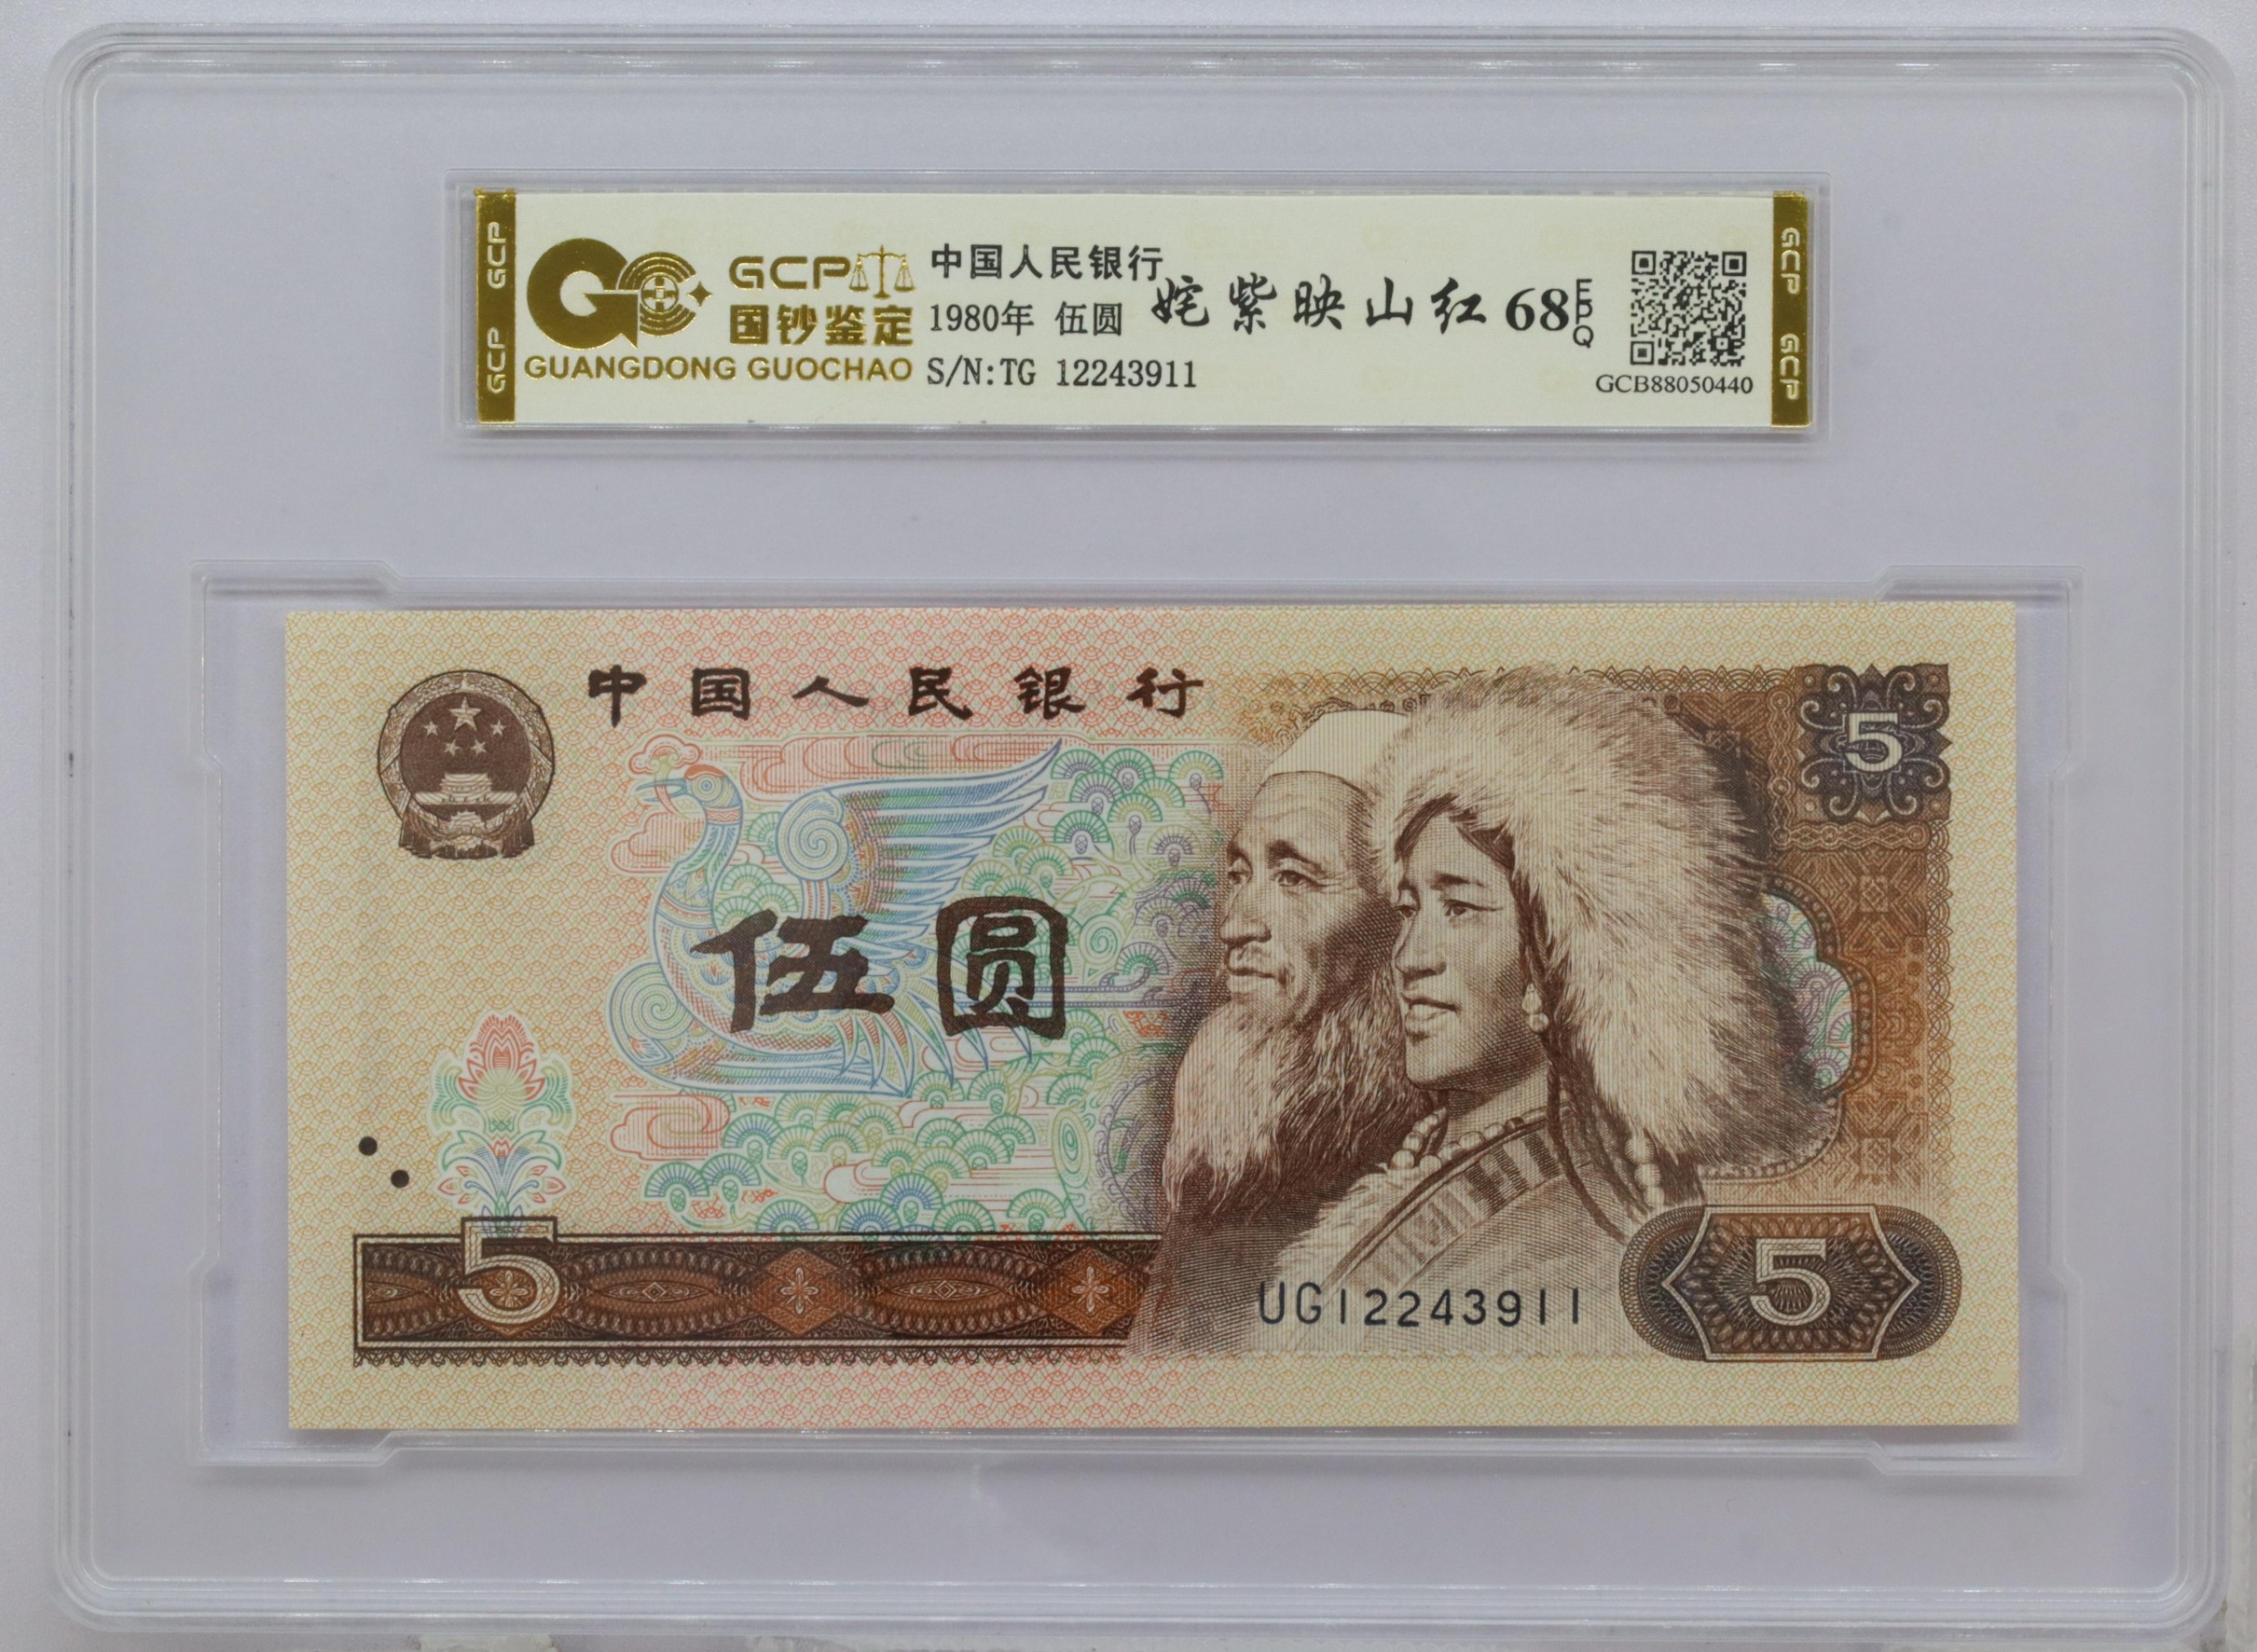 GCP GCP
GCP
国钞鉴定
GUANGDONG GUOCHAO
中国人民银行
1980年 伍圆
S/N:TG 12243911
姹紫映山红 68 EPQ
GCB88050440
GCP GCP
中国人民银行
5
伍圆
5
UG12243911
5